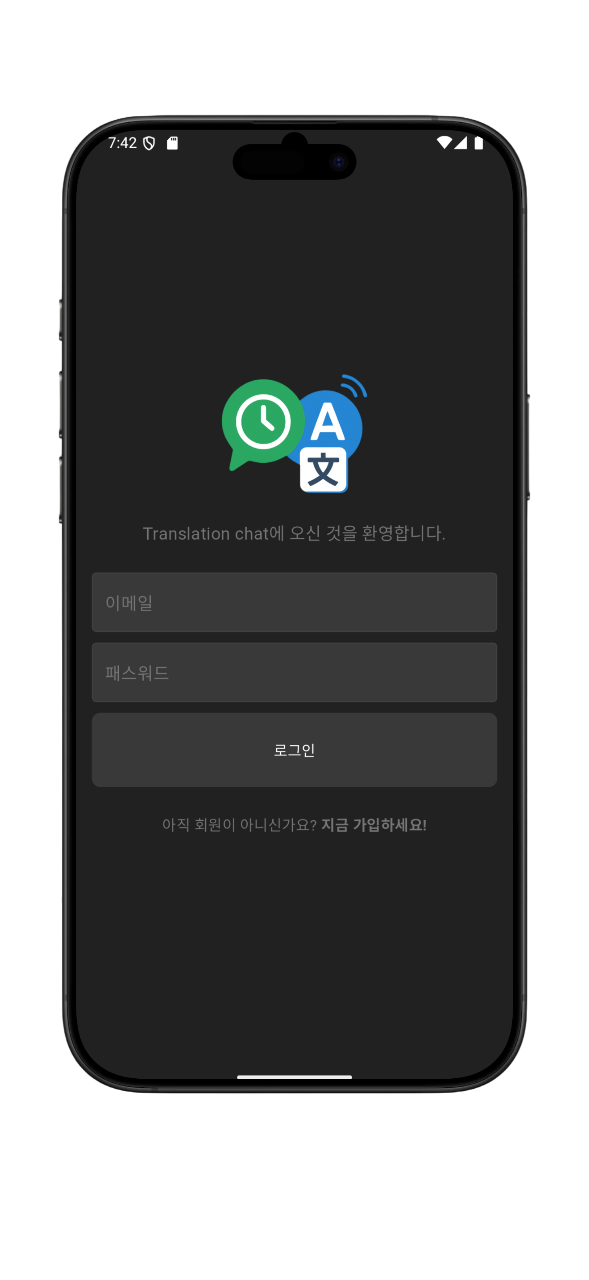 7:42
A
文
Translation chat에 오신 것을 환영합니다.
이메일
패스워드
로그인
아직 회원이 아니신가요? 지금 가입하세요!